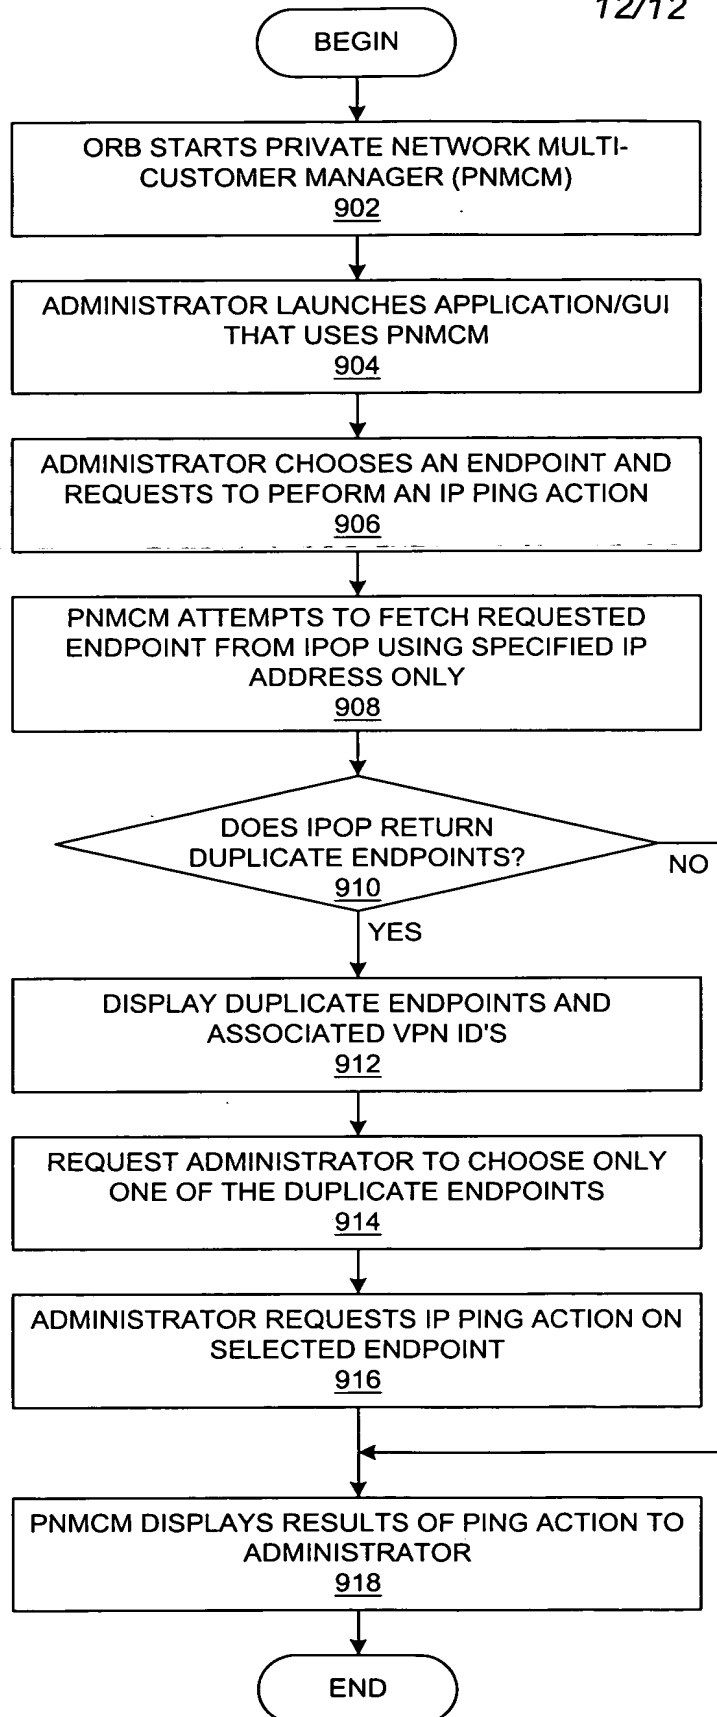 12/12
BEGIN
ORB STARTS PRIVATE NETWORK MULTI-
CUSTOMER MANAGER (PNMCM)
902
ADMINISTRATOR LAUNCHES APPLICATION/GUI
THAT USES PNMCM
904
ADMINISTRATOR CHOOSES AN ENDPOINT AND
REQUESTS TO PEFORM AN IP PING ACTION
906
PNMCM ATTEMPTS TO FETCH REQUESTED
ENDPOINT FROM IPOP USING SPECIFIED IP
ADDRESS ONLY
908
DOES IPOP RETURN
DUPLICATE ENDPOINTS?
910
NO
YES
DISPLAY DUPLICATE ENDPOINTS AND
ASSOCIATED VPN ID'S
912
REQUEST ADMINISTRATOR TO CHOOSE ONLY
ONE OF THE DUPLICATE ENDPOINTS
914
ADMINISTRATOR REQUESTS IP PING ACTION ON
SELECTED ENDPOINT
916
PNMCM DISPLAYS RESULTS OF PING ACTION TO
ADMINISTRATOR
918
END